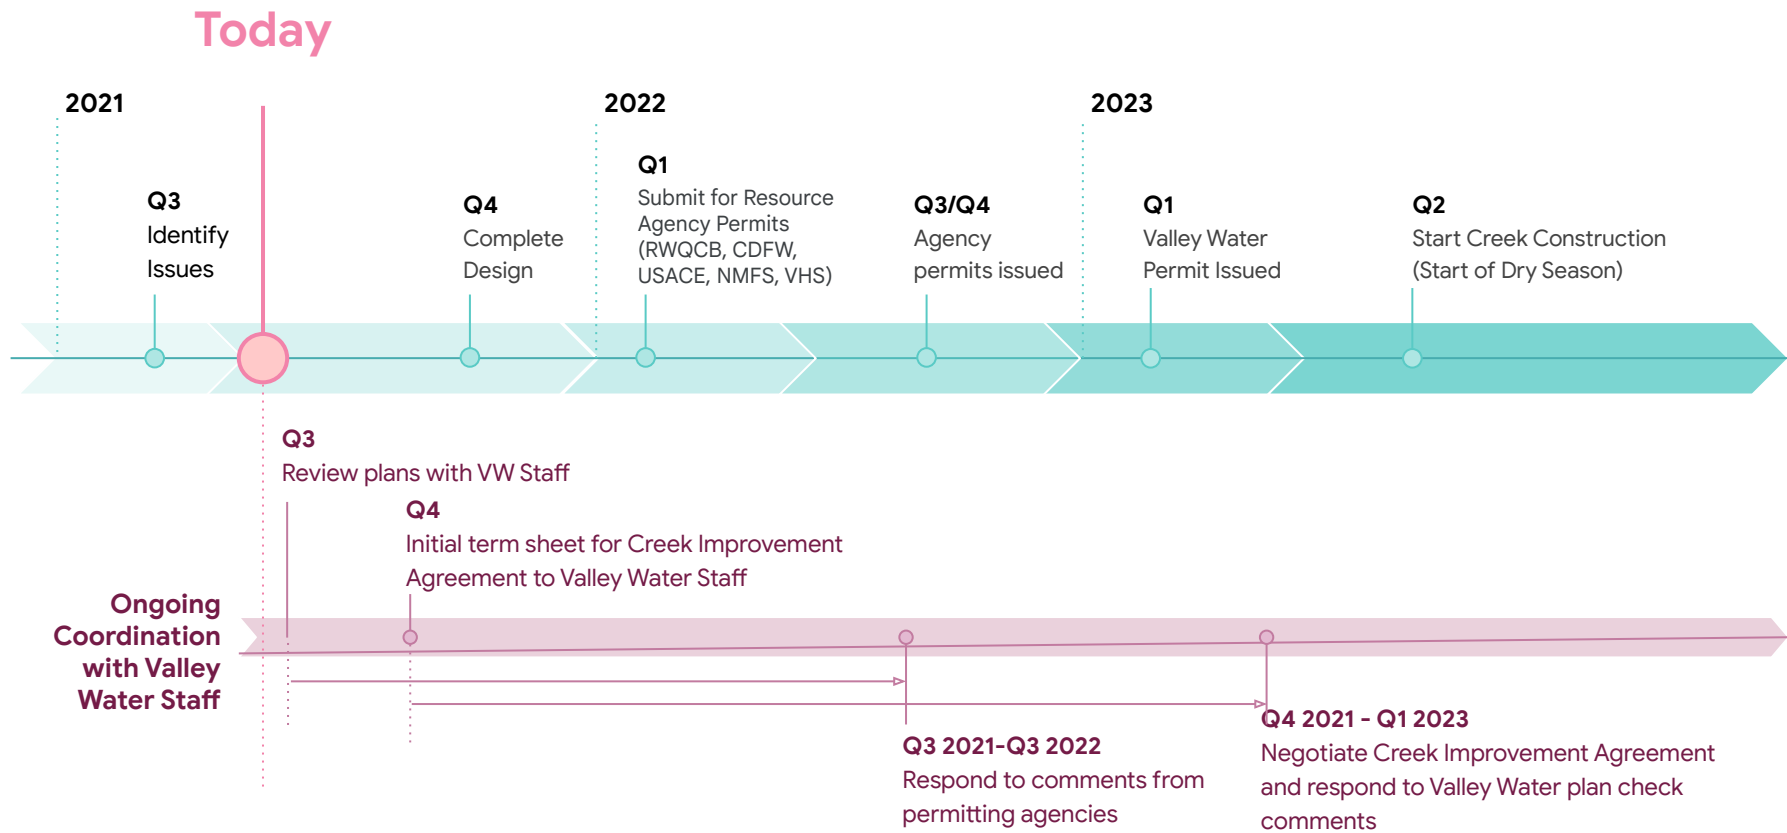 Today
2021
2022
2023
Q3
Identify
Issues
Q4
Complete
Design
Q1
Submit for Resource
Agency Permits
(RWQCB, CDFW,
USACE, NMFS, VHS)
Q3/Q4
Agency
permits issued
Q1
Valley Water
Permit Issued
Q2
Start Creek Construction
(Start of Dry Season)
Q3
Review plans with VW Staff
Q4
Initial term sheet for Creek Improvement
Agreement to Valley Water Staff
Ongoing
Coordination
with Valley
Water Staff
Q3 2021-Q3 2022
Respond to comments from
permitting agencies
Q4 2021 - Q1 2023
Negotiate Creek Improvement Agreement
and respond to Valley Water plan check
comments